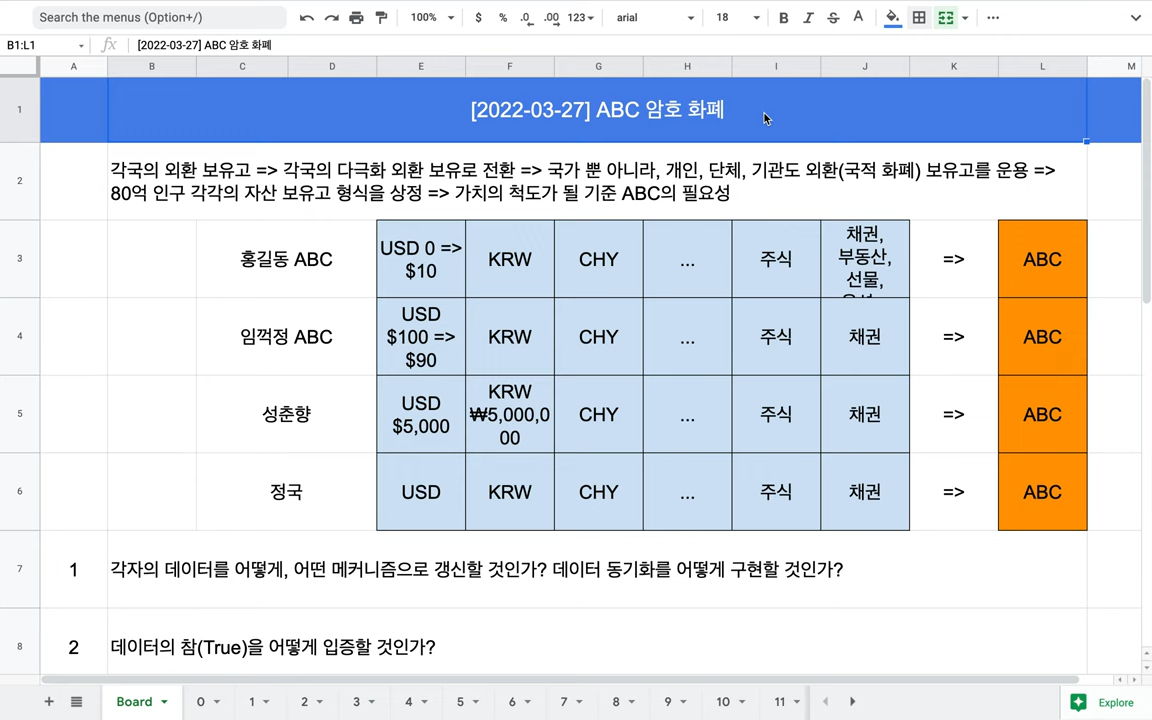 Search the menus (Option+/)
100%
$ % .0 .00 123
arial
18
B I S A
B1:L1
fx
[2022-03-27] ABC 암호 화폐
A B C D E F G H I J K L M
1
[2022-03-27] ABC 암호 화폐
2
각국의 외환 보유고 => 각국의 다극화 외환 보유로 전환 => 국가 뿐 아니라, 개인, 단체, 기관도 외환(국적 화폐) 보유고를 운용 =>
80억 인구 각각의 자산 보유고 형식을 상정 => 가치의 척도가 될 기준 ABC의 필요성
3
홍길동 ABC
USD 0 =>
$10
KRW
CHY
...
주식
채권,
부동산,
선물,
=>
ABC
4
임꺽정 ABC
USD
$100 =>
$90
KRW
CHY
...
주식
채권
=>
ABC
5
성춘향
USD
$5,000
KRW
₩5,000,0
00
CHY
...
주식
채권
=>
ABC
6
정국
USD
KRW
CHY
...
주식
채권
=>
ABC
7
1
각자의 데이터를 어떻게, 어떤 메커니즘으로 갱신할 것인가? 데이터 동기화를 어떻게 구현할 것인가?
8
2
데이터의 참(True)을 어떻게 입증할 것인가?
Board 0 1 2 3 4 5 6 7 8 9 10 11
Explore